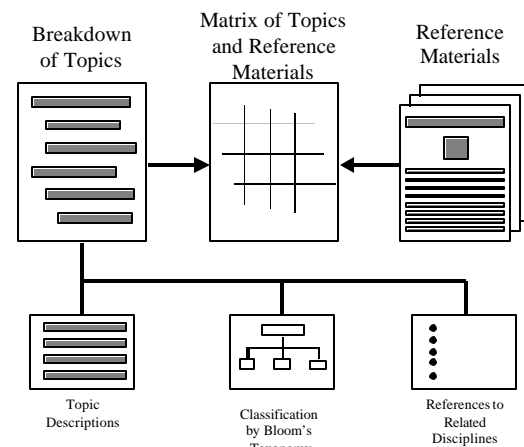 Breakdown
of Topics
Matrix of Topics
and Reference
Materials
Reference
Materials
Topic
Descriptions
Classification
by Bloom's
Taxonomy
References to
Related
Disciplines